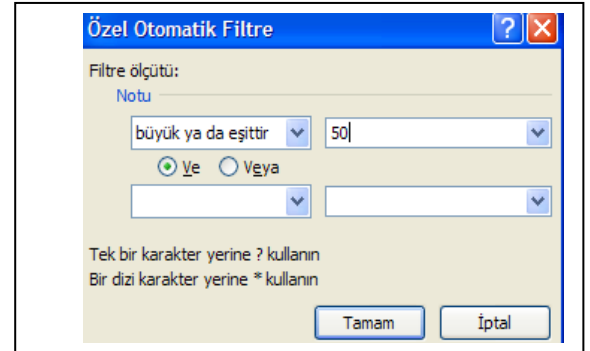 Özel Otomatik Filtre
Filtre ölçütü:
Notu
büyük ya da eşittir 50
Ve Veya
Tek bir karakter yerine ? kullanın
Bir dizi karakter yerine * kullanın
Tamam İptal